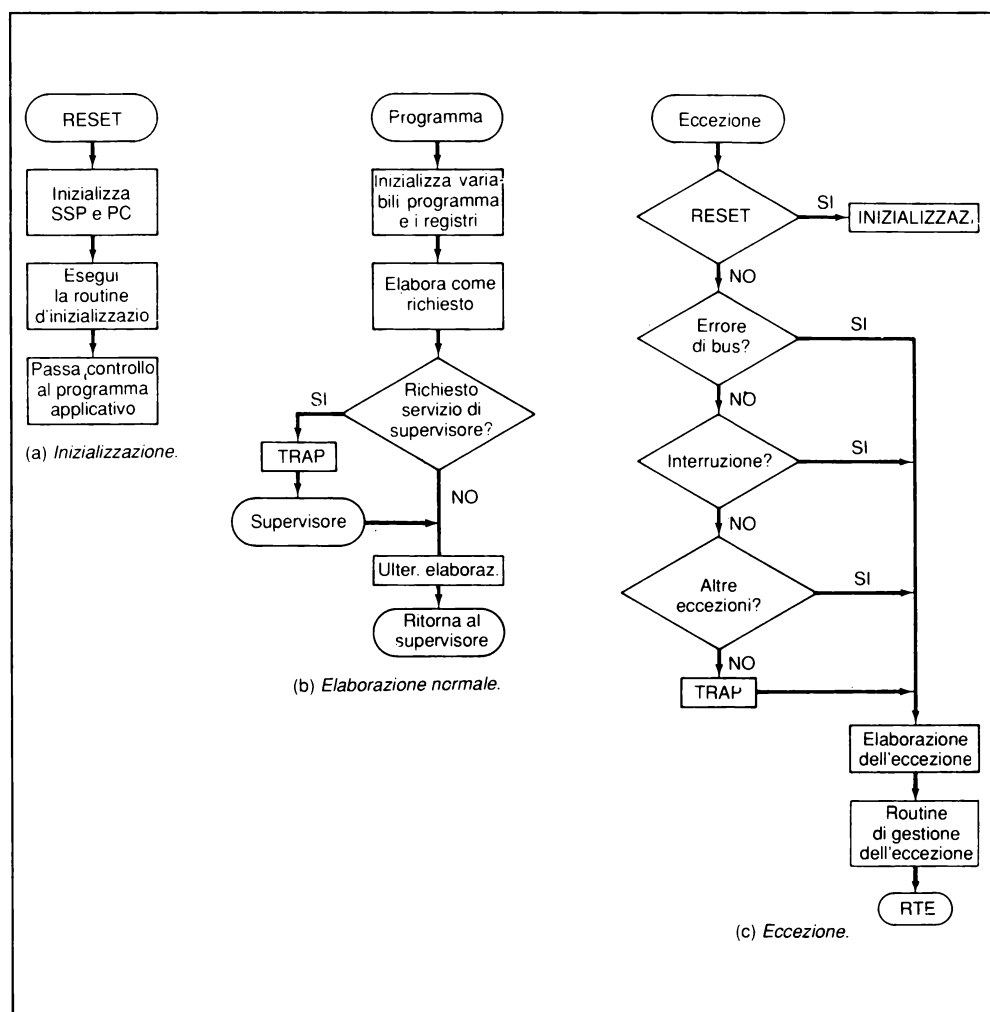 RESET
Inizializza
SSP e PC
Esegui
la routine
d'inizializzazio
Passa controllo
al programma
applicativo
(a) Inizializzazione.
Programma
Inizializza varia-
bili programma
e i registri
Elabora come
richiesto
Richiesto
servizio di
supervisore?
SI
TRAP
Supervisore
NO
Ulter. elaboraz.
Ritorna al
supervisore
(b) Elaborazione normale.
Eccezione
RESET
SI
INIZIALIZZAZ.
NO
Errore
di bus?
SI
NO
Interruzione?
SI
NO
Altre
eccezioni?
SI
NO
TRAP
Elaborazione
dell'eccezione
Routine
di gestione
dell'eccezione
RTE
(c) Eccezione.